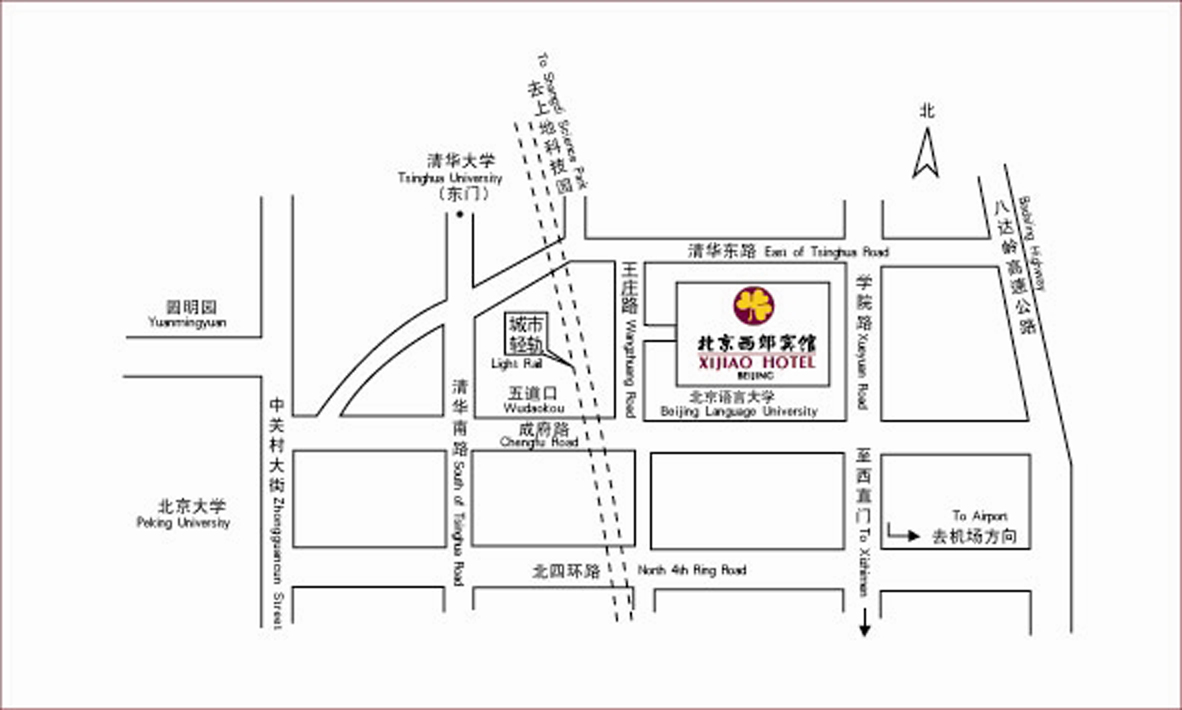 To Shangdi Science Park
去上地科技园
北
清华大学
Tsinghua University
(东门)
清华东路 East of Tsinghua Road
八达岭高速公路
Badaling Highway
王庄路 Wangzhuang Road
学院路 Xueyuan Road
北京西郊宾馆
XIJIAO HOTEL
BEIJING
圆明园
Yuanmingyuan
城市
轻轨
Light Rail
五道口
Wudaokou
北京语言大学
Beijing Language University
成府路
Chengfu Road
中关村大街 Zhongguancun Street
清华南路 South of Tsinghua Road
至西直门 To Xizhimen
北京大学
Peking University
To Airport
去机场方向
北四环路 North 4th Ring Road